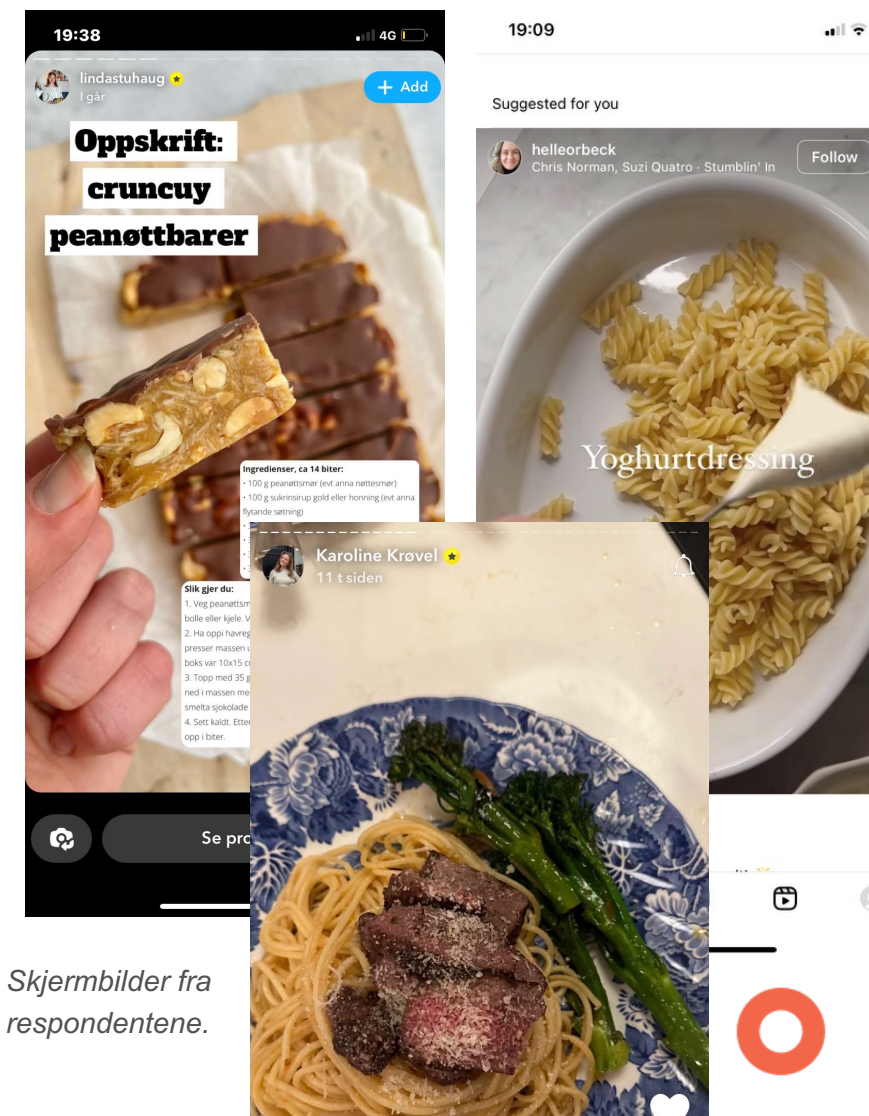 19:38
4G
lindastuhaug
I går
+ Add
Oppskrift:
cruncuy
peanøttbarer
Ingredienser, ca 14 biter:
• 100 g peanøttsmør (evt anna nøttesmør)
• 100 g sukrinsirup gold eller honning (evt anna
flytande søtning)
Slik gjer du:
1. Veg peanøttsm
bolle eller kjele. V
2. Ha oppi havreg
presser massen u
boks var 10x15 c
3. Topp med 35 g
ned i massen me
smelta sjokolade
4. Sett kaldt. Etter
opp i biter.
Se pro
19:09
Suggested for you
helleorbeck
Chris Norman, Suzi Quatro · Stumblin' In
Follow
Yoghurtdressing
Karoline Krøvel
11 t siden
Skjermbilder fra
respondentene.